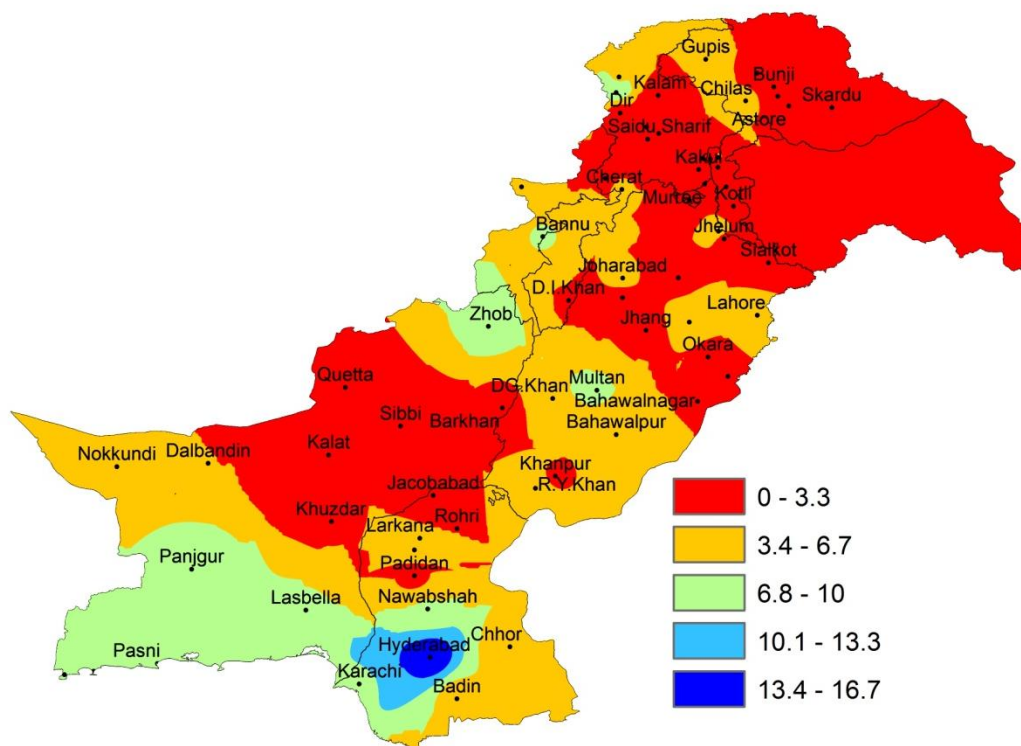 Gupis
Kalam
Bunji
Chilas
Skardu
Dir
Astore
Saidu Sharif
Kakul
Cherat
Murree
Kotli
Bannu
Jhelum
Sialkot
Joharabad
D.I Khan
Lahore
Zhob
Jhang
Okara
Quetta
DG.Khan
Multan
Bahawalnagar
Sibbi
Barkhan
Bahawalpur
Kalat
Nokkundi
Dalbandin
Khanpur
R.Y.Khan
Jacobabad
Khuzdar
Larkana
Rohri
Panjgur
Padidan
Lasbella
Nawabshah
Pasni
Hyderabad
Chhor
Karachi
Badin
0 - 3.3
3.4 - 6.7
6.8 - 10
10.1 - 13.3
13.4 - 16.7